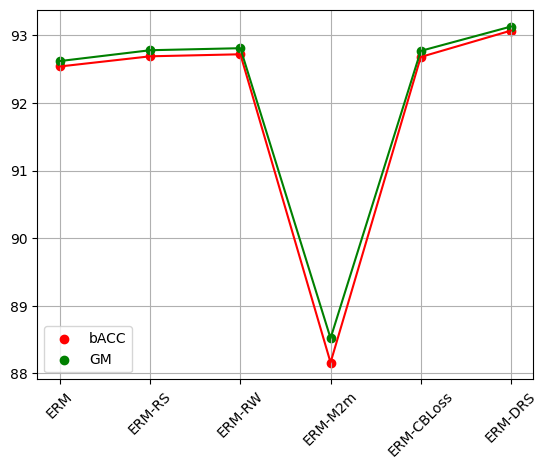 93
92
91
90
89
88
bACC
GM
ERM
ERM-RS
ERM-RW
ERM-M2m
ERM-CBLoss
ERM-DRS